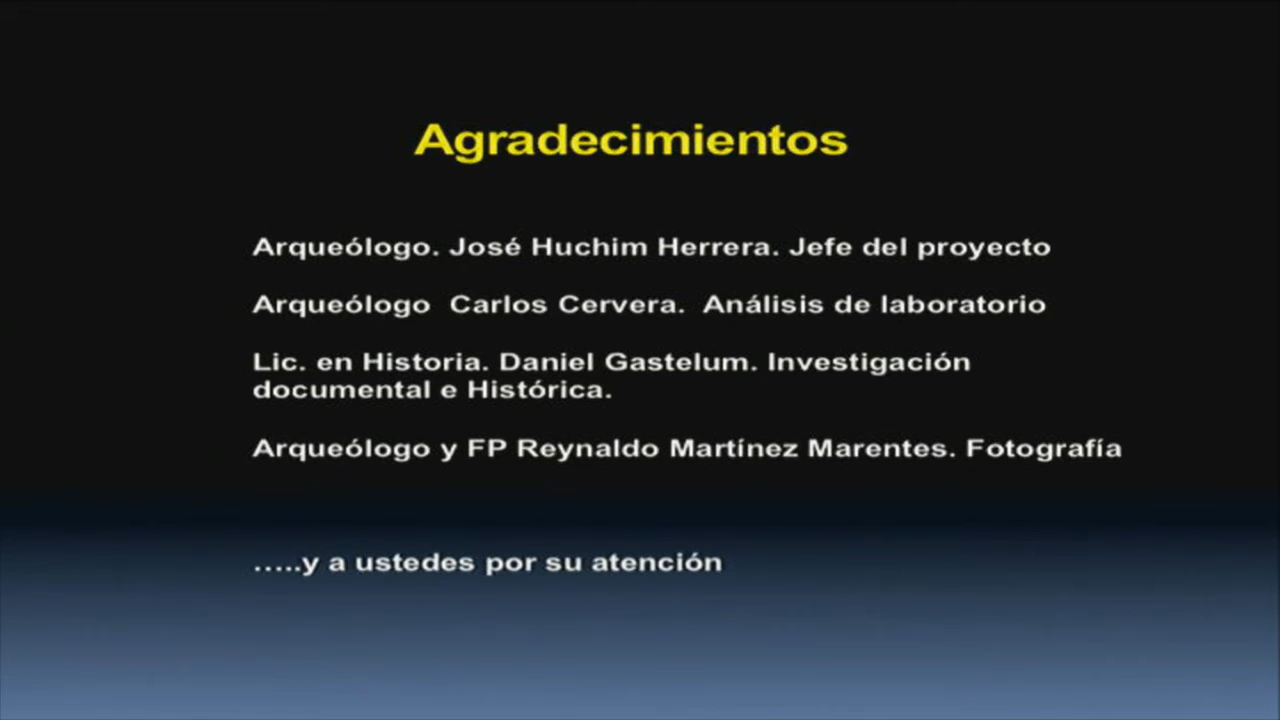 Agradecimientos
Arqueólogo. José Huchim Herrera. Jefe del proyecto
Arqueólogo  Carlos Cervera.  Análisis de laboratorio
Lic. en Historia. Daniel Gastelum. Investigación
documental e Histórica.
Arqueólogo y FP Reynaldo Martínez Marentes. Fotografía
.....y a ustedes por su atención